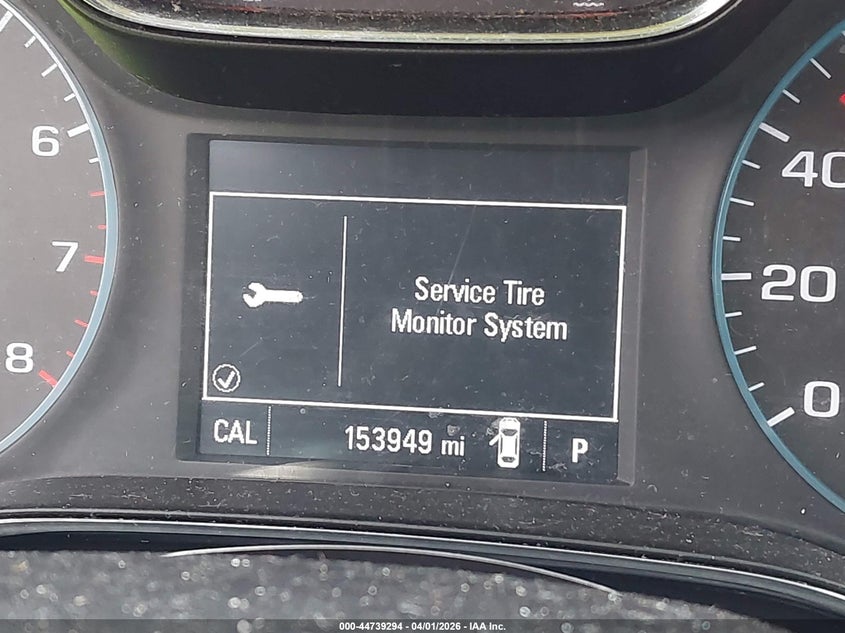 6
7
8
Service Tire
Monitor System
CAL
153949 mi
P
40
20
0
000-44739294 - 04/01/2026 - IAA Inc.